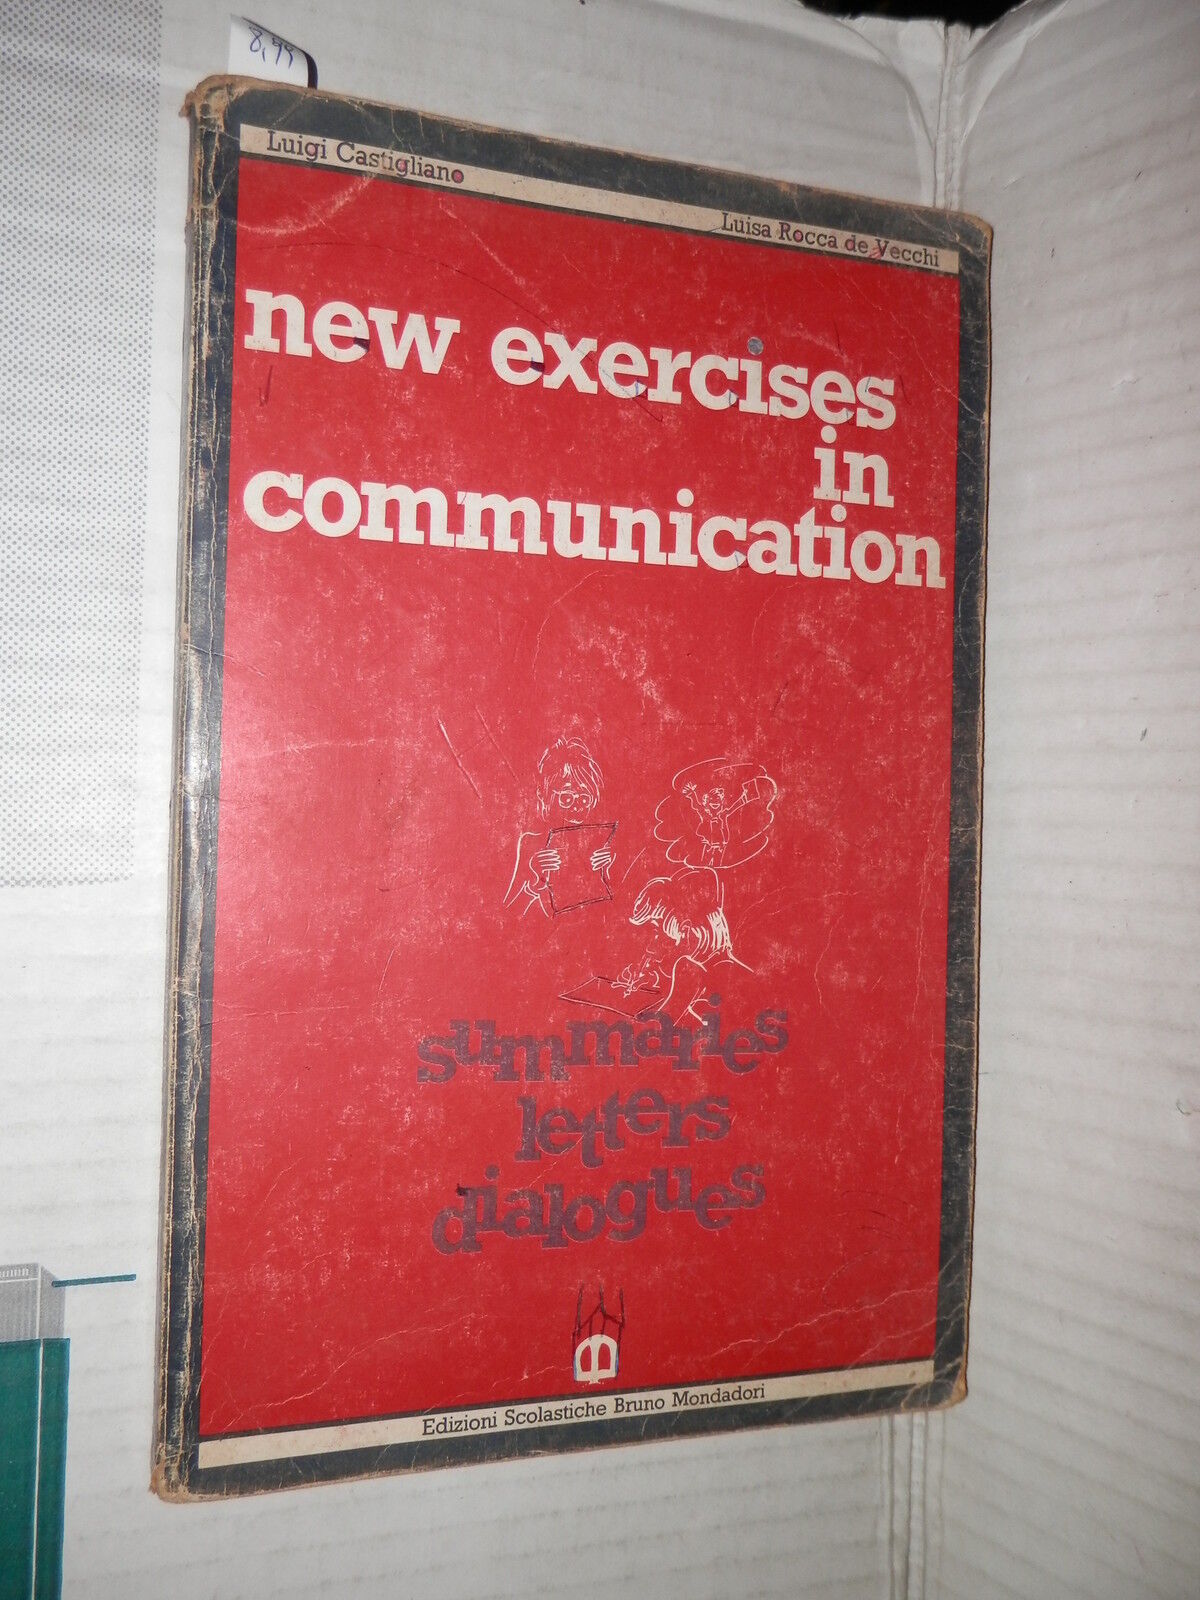 8,99
Luigi Castigliano
Luisa Rocca de Vecchi
new exercises
in
communication
summaries
letters
dialogues
Edizioni Scolastiche Bruno Mondadori